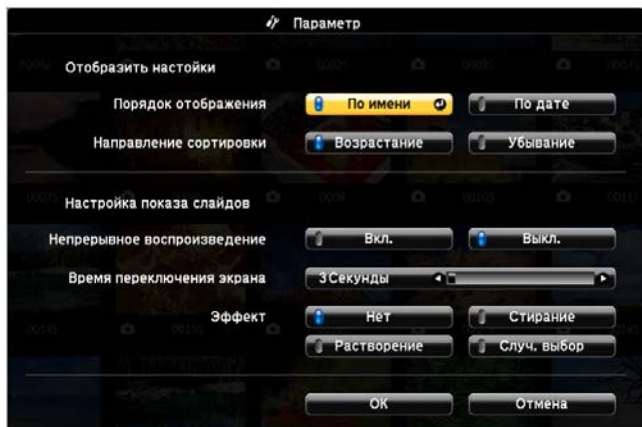 Параметр
Отобразить настойки
Порядок отображения По имени По дате
Направление сортировки Возрастание Убывание
Настройка показа слайдов
Непрерывное воспроизведение Вкл. Выкл.
Время переключения экрана 3Секунды
Эффект Нет Стирание
Растворение Случ. выбор
OK Отмена